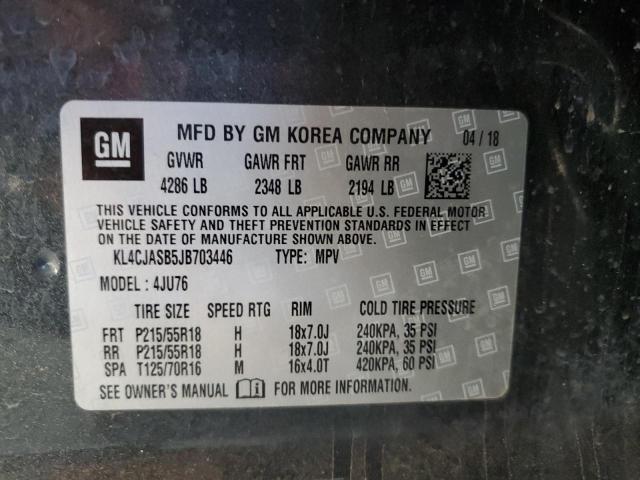 GM MFD BY GM KOREA COMPANY 04 / 18
GVWR GAWR FRT GAWR RR
4286 LB 2348 LB 2194 LB
THIS VEHICLE CONFORMS TO ALL APPLICABLE U.S. FEDERAL MOTOR
VEHICLE SAFETY AND THEFT PREVENTION STANDARDS IN EFFECT
ON THE DATE OF MANUFACTURE SHOWN ABOVE.
KL4CJASB5JB703446 TYPE: MPV
MODEL : 4JU76
TIRE SIZE SPEED RTG RIM COLD TIRE PRESSURE
FRT P215/55R18 H 18x7.0J 240KPA, 35 PSI
RR P215/55R18 H 18x7.0J 240KPA, 35 PSI
SPA T125/70R16 M 16x4.0T 420KPA, 60 PSI
SEE OWNER'S MANUAL FOR MORE INFORMATION.